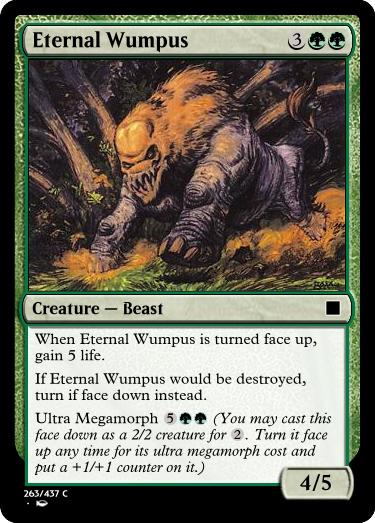 Eternal Wumpus 3
Creature — Beast
When Eternal Wumpus is turned face up,
gain 5 life.
If Eternal Wumpus would be destroyed,
turn if face down instead.
Ultra Megamorph 5 (You may cast this
face down as a 2/2 creature for 2. Turn it face
up any time for its ultra megamorph cost and
put a +1/+1 counter on it.)
4/5
263/437 C